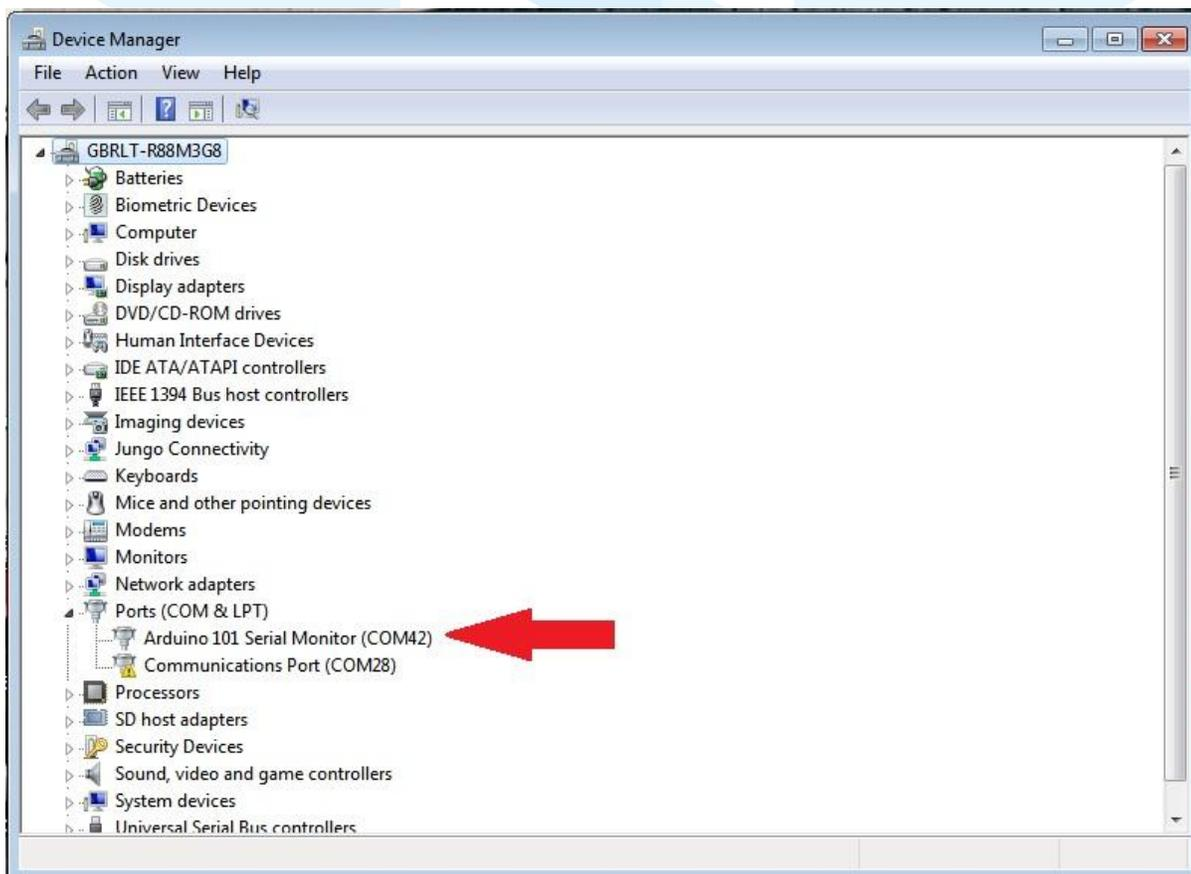 Device Manager
File Action View Help
GBRLT-R88M3G8
Batteries
Biometric Devices
Computer
Disk drives
Display adapters
DVD/CD-ROM drives
Human Interface Devices
IDE ATA/ATAPI controllers
IEEE 1394 Bus host controllers
Imaging devices
Jungo Connectivity
Keyboards
Mice and other pointing devices
Modems
Monitors
Network adapters
Ports (COM & LPT)
Arduino 101 Serial Monitor (COM42)
Communications Port (COM28)
Processors
SD host adapters
Security Devices
Sound, video and game controllers
System devices
Universal Serial Bus controllers